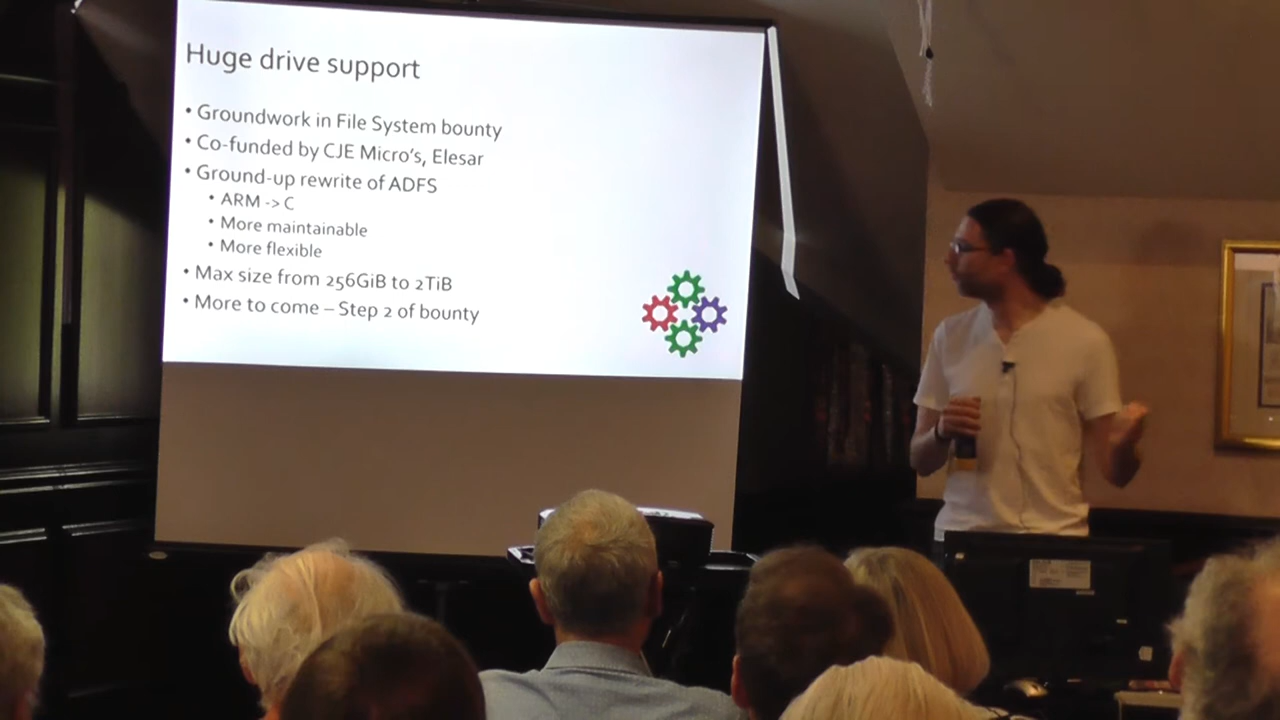 Huge drive support
• Groundwork in File System bounty
• Co-funded by CJE Micro's, Elesar
• Ground-up rewrite of ADFS
• ARM -> C
• More maintainable
• More flexible
• Max size from 256GiB to 2TiB
• More to come – Step 2 of bounty